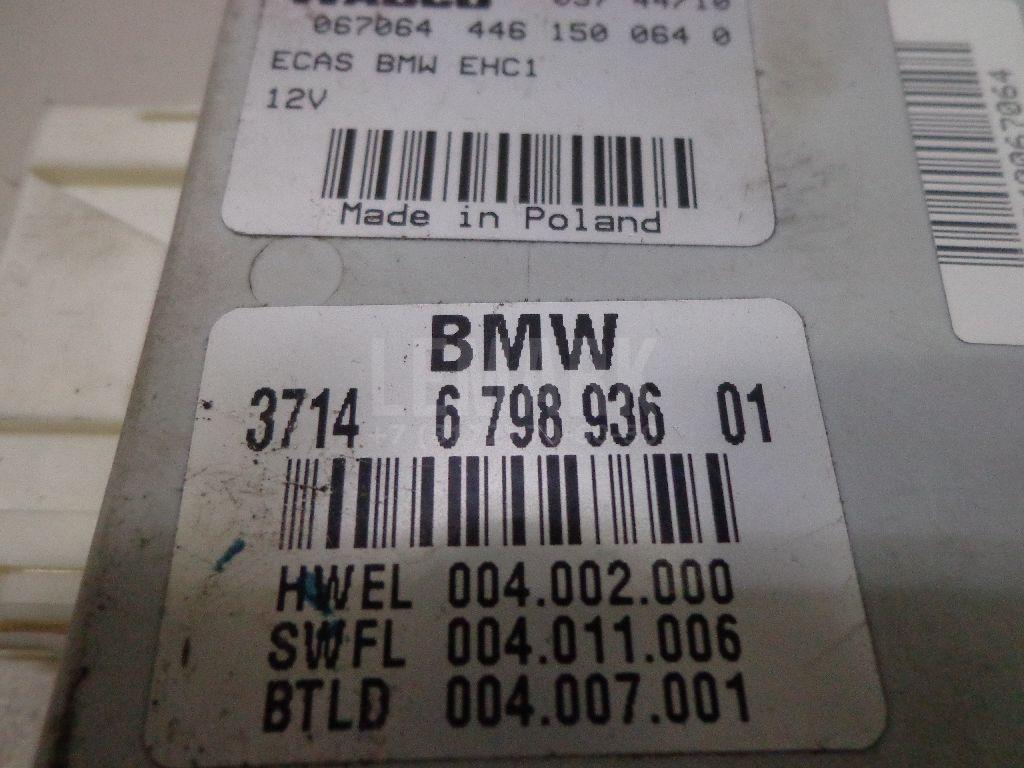 WABCO
067064 446 150 064 0
ECAS BMW EHC1
12V
Made in Poland
BMW
3714 6 798 936 01
HWEL 004.002.000
SWFL 004.011.006
BTLD 004.007.001